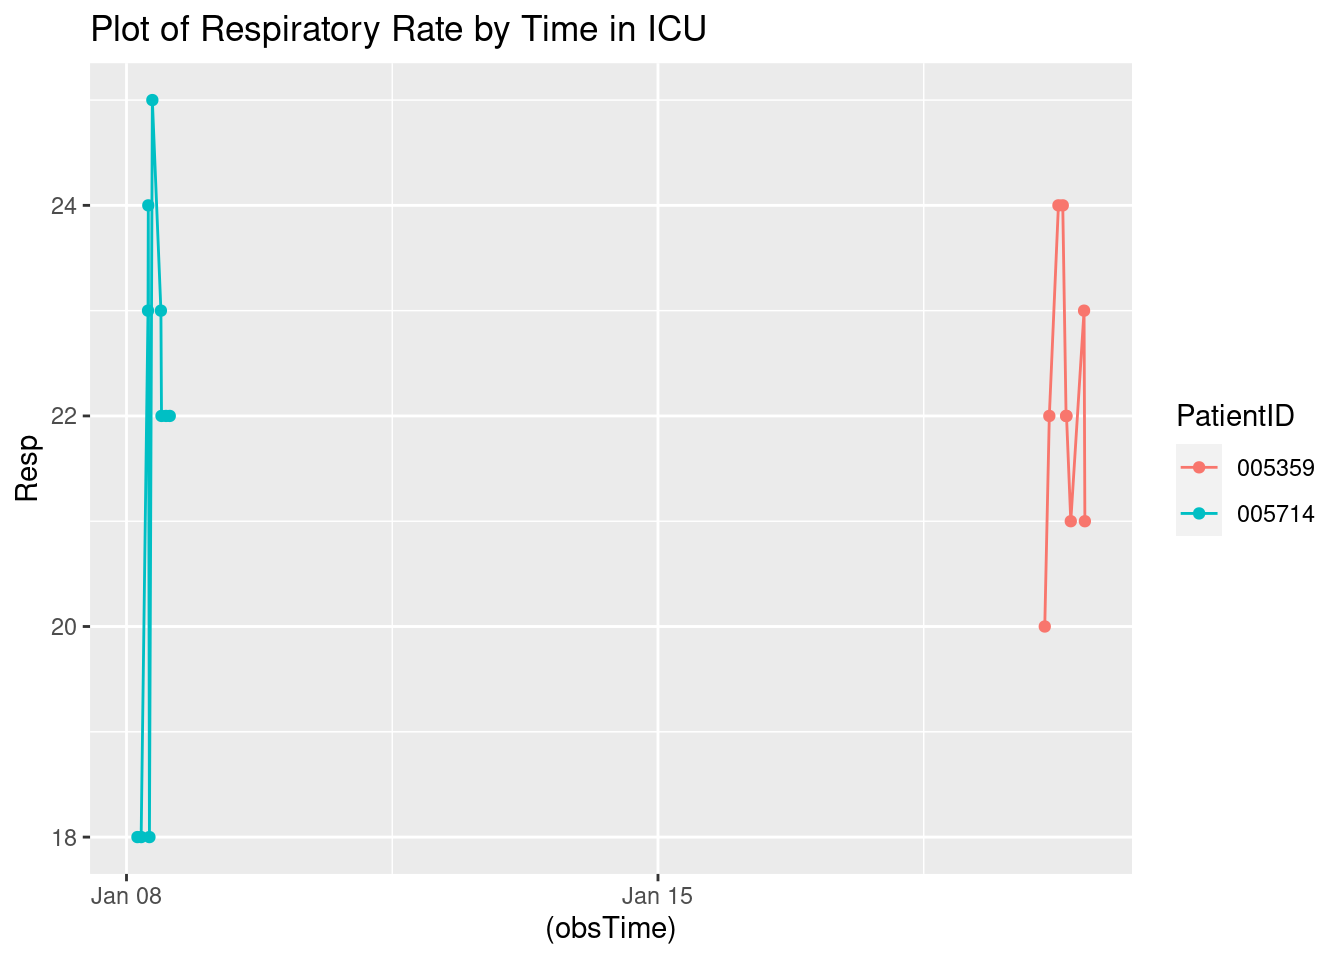 Plot of Respiratory Rate by Time in ICU
24
22
20
18
Resp
Jan 08
Jan 15
(obsTime)
PatientID
005359
005714